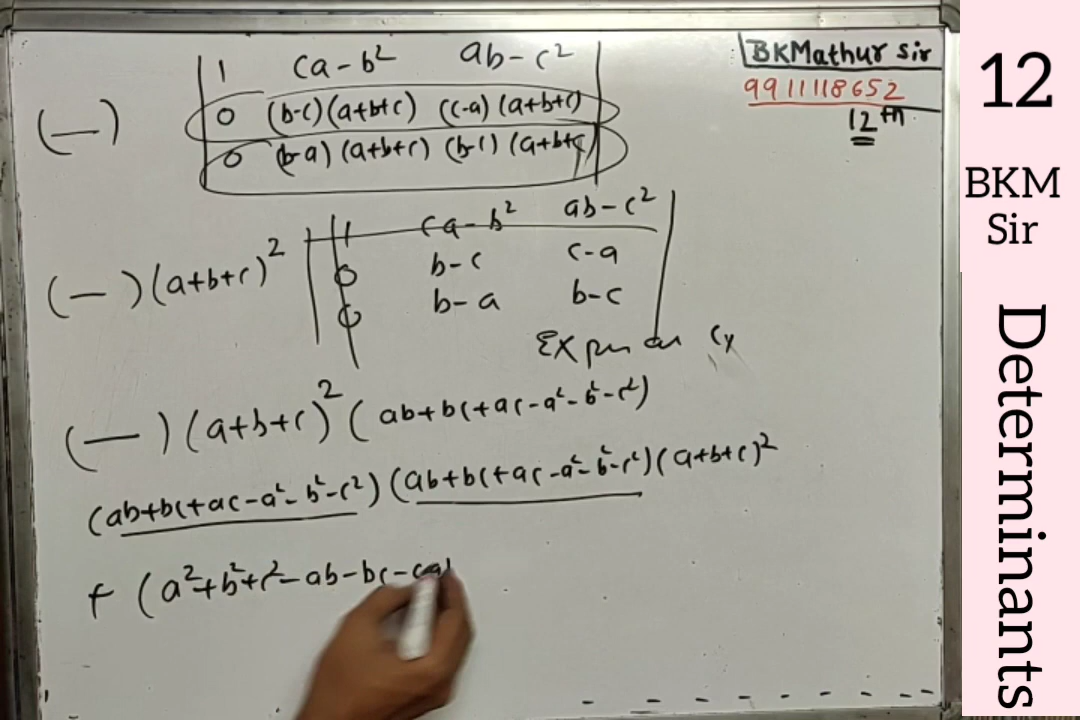 BKMathur Sir
9911118652
12th
| 1 ca-b² ab-c² |
(—) | 0 (b-c)(a+b+c) (c-a)(a+b+c) |
| 0 (b-a)(a+b+c) (b-c)(a+b+c) |
| 1 ca-b² ab-c² |
(—)(a+b+c)² | 0 b-c c-a |
| 0 b-a b-c |
(—)(a+b+c)²(ab+bc+ac-a²-b²-c²)
(ab+bc+ac-a²-b²-c²)(ab+bc+ac-a²-b²-c²)(a+b+c)²
(a²+b²+c²-ab-bc-ca)
12
BKM
Sir
Determinants